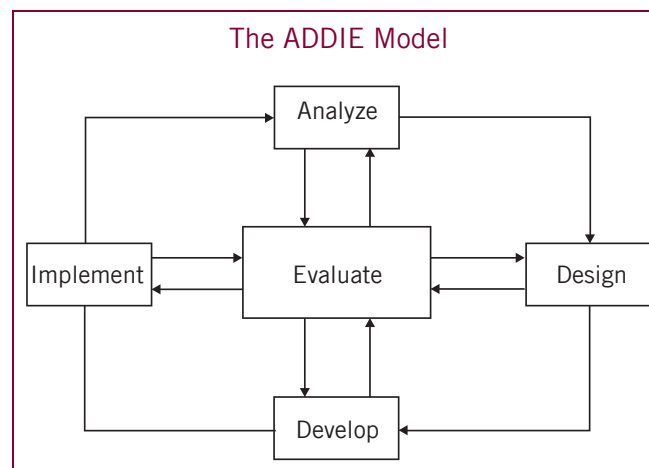 The ADDIE Model
Analyze
Implement
Evaluate
Design
Develop